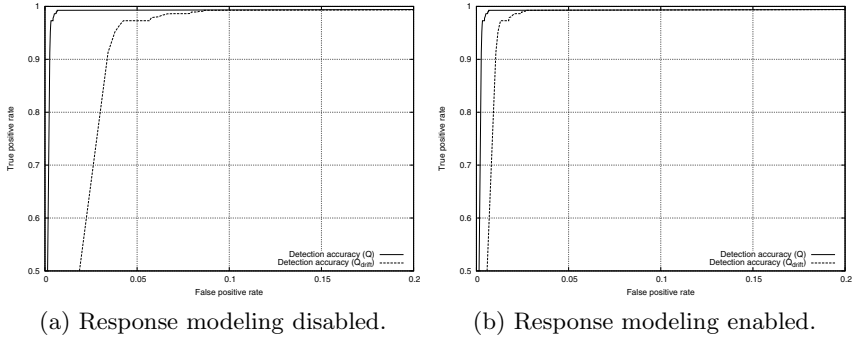 1
0.9
0.8
0.7
0.6
0.5
True positive rate
0
0.05
0.1
0.15
0.2
False positive rate
Detection accuracy (Q)
Detection accuracy (Qdrift)
(a) Response modeling disabled.
1
0.9
0.8
0.7
0.6
0.5
True positive rate
0
0.05
0.1
0.15
0.2
False positive rate
Detection accuracy (Q)
Detection accuracy (Qdrift)
(b) Response modeling enabled.